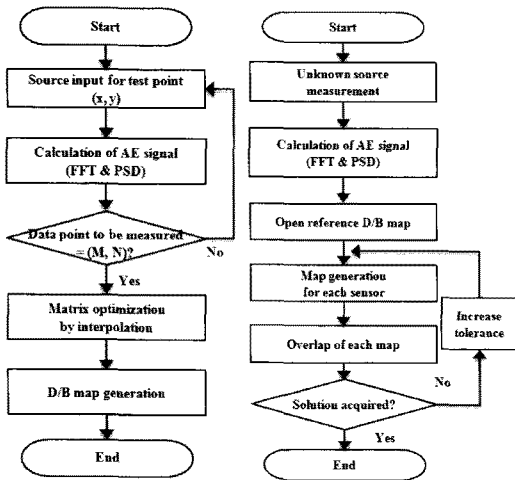 Start
Source input for test point
(x, y)
Calculation of AE signal
(FFT & PSD)
Data point to be measured
= (M, N)?
No
Yes
Matrix optimization
by interpolation
D/B map generation
End
Start
Unknown source
measurement
Calculation of AE signal
(FFT & PSD)
Open reference D/B map
Map generation
for each sensor
Increase
tolerance
Overlap of each map
No
Solution acquired?
Yes
End